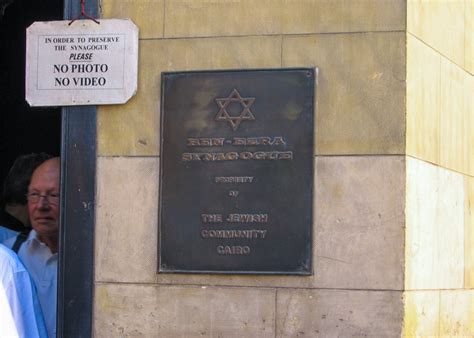 IN ORDER TO PRESERVE
THE SYNAGOGUE
PLEASE
NO PHOTO
NO VIDEO
BEN-EZRA
SYNAGOGUE
PROPERTY
OF
THE JEWISH
COMMUNITY
CAIRO